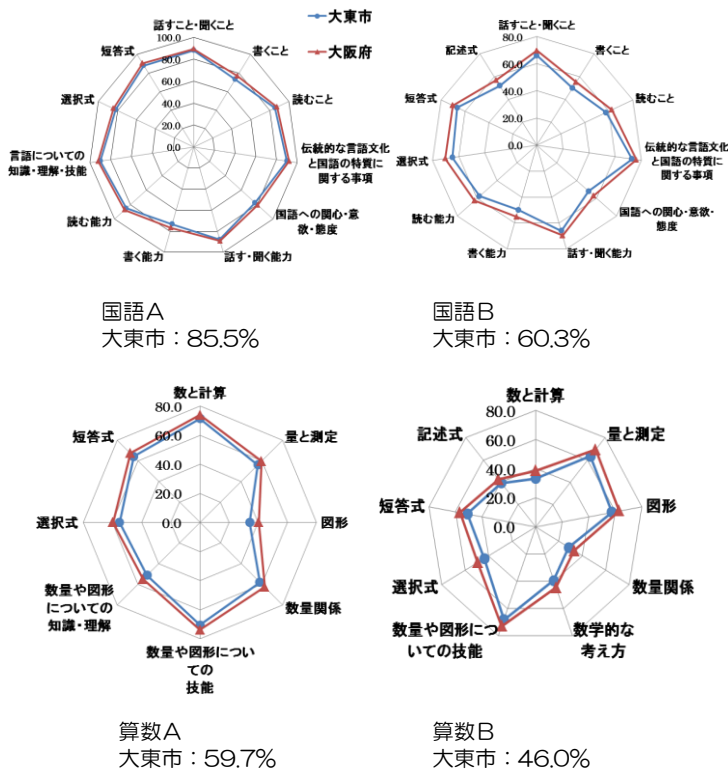 大東市
大阪府
話すこと・聞くこと
書くこと
読むこと
伝統的な言語文化
と国語の特質に
関する事項
国語への関心・意
欲・態度
話す・聞く能力
書く能力
読む能力
言語についての
知識・理解・技能
選択式
短答式
100.0
80.0
60.0
40.0
20.0
0.0
国語A
大東市：85.5%
話すこと・聞くこと
書くこと
読むこと
伝統的な言語文化
と国語の特質に
関する事項
国語への関心・意欲・
態度
話す・聞く能力
書く能力
読む能力
選択式
短答式
記述式
80.0
60.0
40.0
20.0
0.0
国語B
大東市：60.3%
数と計算
量と測定
図形
数量関係
数量や図形につい
ての
技能
数量や図形
についての
知識・理解
選択式
短答式
80.0
60.0
40.0
20.0
0.0
算数A
大東市：59.7%
数と計算
量と測定
図形
数量関係
数学的な
考え方
数量や図形につ
いての技能
選択式
短答式
記述式
80.0
60.0
40.0
20.0
0.0
算数B
大東市：46.0%